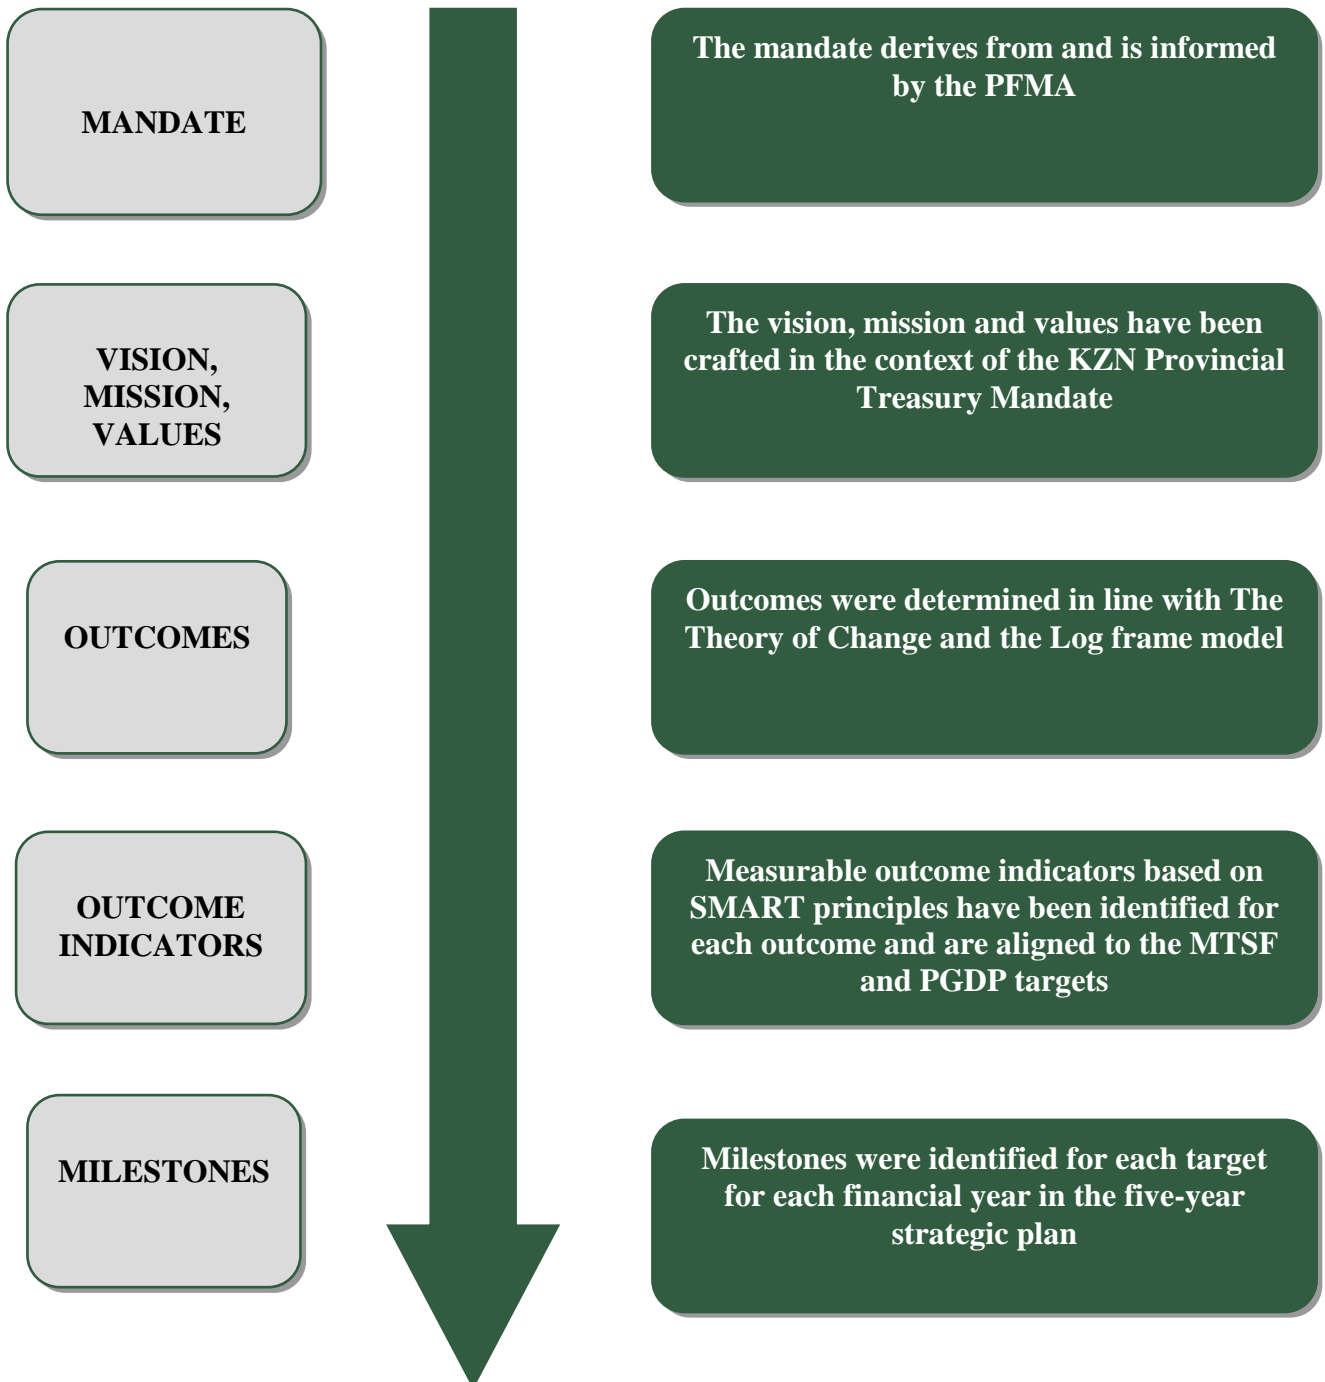 MANDATE
The mandate derives from and is informed
by the PFMA
VISION,
MISSION,
VALUES
The vision, mission and values have been
crafted in the context of the KZN Provincial
Treasury Mandate
OUTCOMES
Outcomes were determined in line with The
Theory of Change and the Log frame model
OUTCOME
INDICATORS
Measurable outcome indicators based on
SMART principles have been identified for
each outcome and are aligned to the MTSF
and PGDP targets
MILESTONES
Milestones were identified for each target
for each financial year in the five-year
strategic plan